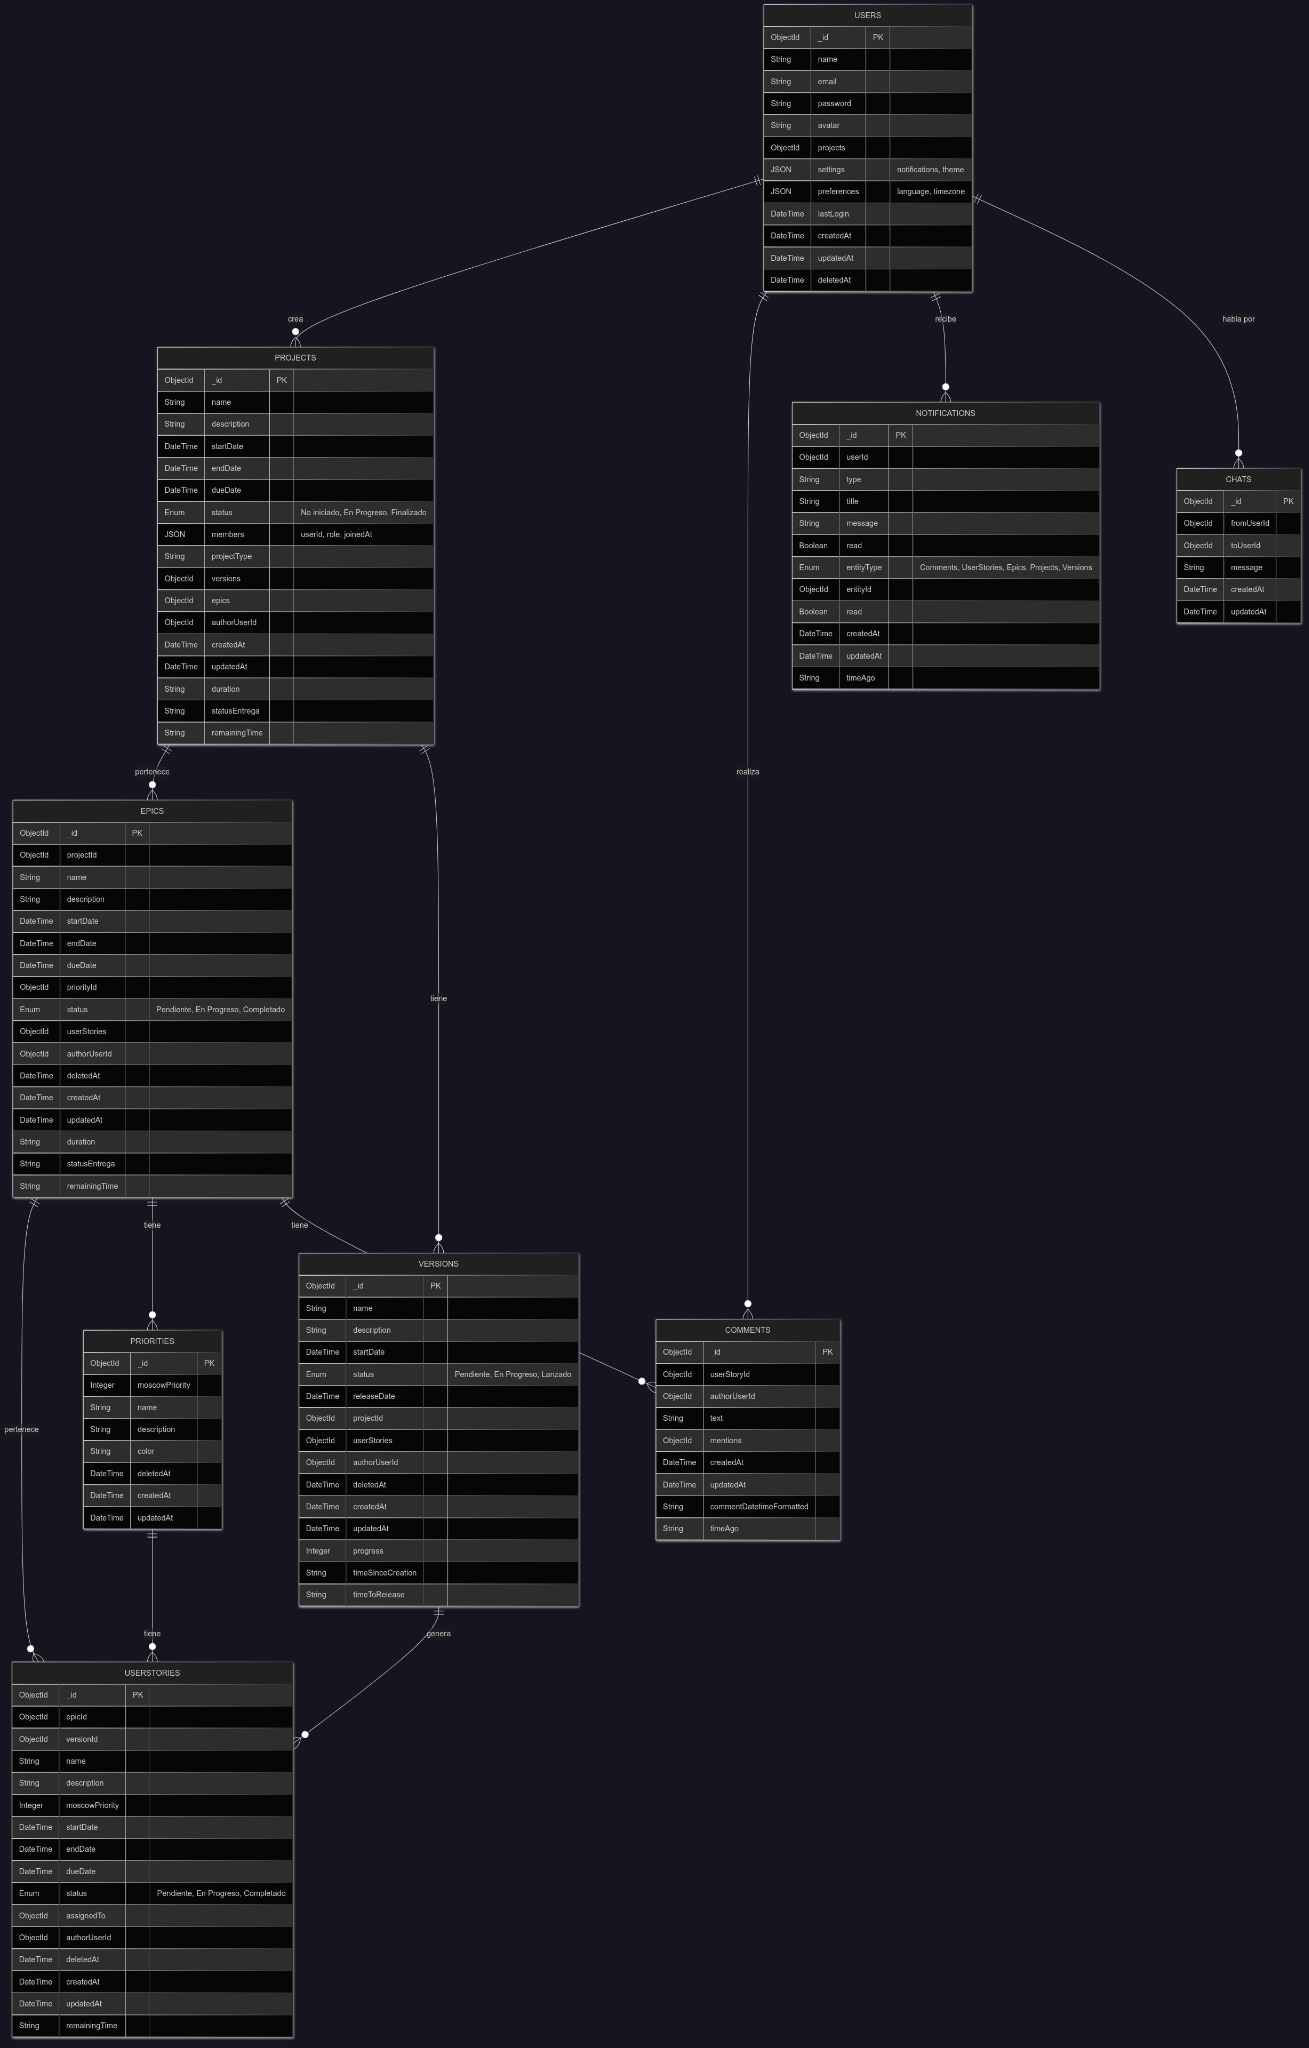 USERS
ObjectId _id PK
String name
String email
String password
String avatar
ObjectId projects
JSON settings notifications, theme
JSON preferences language, timezone
DateTime lastLogin
DateTime createdAt
DateTime updatedAt
DateTime deletedAt
crea
recibe
habla por
PROJECTS
ObjectId _id PK
String name
String description
DateTime startDate
DateTime endDate
DateTime dueDate
Enum status No iniciado, En Progreso, Finalizado
JSON members userId, role, joinedAt
String projectType
ObjectId versions
ObjectId epics
ObjectId authorUserId
DateTime createdAt
DateTime updatedAt
String duration
String statusEntrega
String remainingTime
NOTIFICATIONS
ObjectId _id PK
ObjectId userId
String type
String title
String message
Boolean read
Enum entityType Comments, UserStories, Epics, Projects, Versions
ObjectId entityId
Boolean read
DateTime createdAt
DateTime updatedAt
String timeAgo
CHATS
ObjectId _id PK
ObjectId fromUserId
ObjectId toUserId
String message
DateTime createdAt
DateTime updatedAt
pertenece
realiza
EPICS
ObjectId _id PK
ObjectId projectId
String name
String description
DateTime startDate
DateTime endDate
DateTime dueDate
ObjectId priorityId
Enum status Pendiente, En Progreso, Completado
ObjectId userStories
ObjectId authorUserId
DateTime deletedAt
DateTime createdAt
DateTime updatedAt
String duration
String statusEntrega
String remainingTime
tiene
tiene
tiene
VERSIONS
ObjectId _id PK
String name
String description
DateTime startDate
Enum status Pendiente, En Progreso, Lanzado
DateTime releaseDate
ObjectId projectId
ObjectId userStories
ObjectId authorUserId
DateTime deletedAt
DateTime createdAt
DateTime updatedAt
Integer progress
String timeSinceCreation
String timeToRelease
COMMENTS
ObjectId _id PK
ObjectId userStoryId
ObjectId authorUserId
String text
ObjectId mentions
DateTime createdAt
DateTime updatedAt
String commentDatetimeFormatted
String timeAgo
PRIORITIES
ObjectId _id PK
Integer moscowPriority
String name
String description
String color
DateTime deletedAt
DateTime createdAt
DateTime updatedAt
pertenece
tiene
genera
USERSTORIES
ObjectId _id PK
ObjectId epicId
ObjectId versionId
String name
String description
Integer moscowPriority
DateTime startDate
DateTime endDate
DateTime dueDate
Enum status Pendiente, En Progreso, Completado
ObjectId assignedTo
ObjectId authorUserId
DateTime deletedAt
DateTime createdAt
DateTime updatedAt
String remainingTime